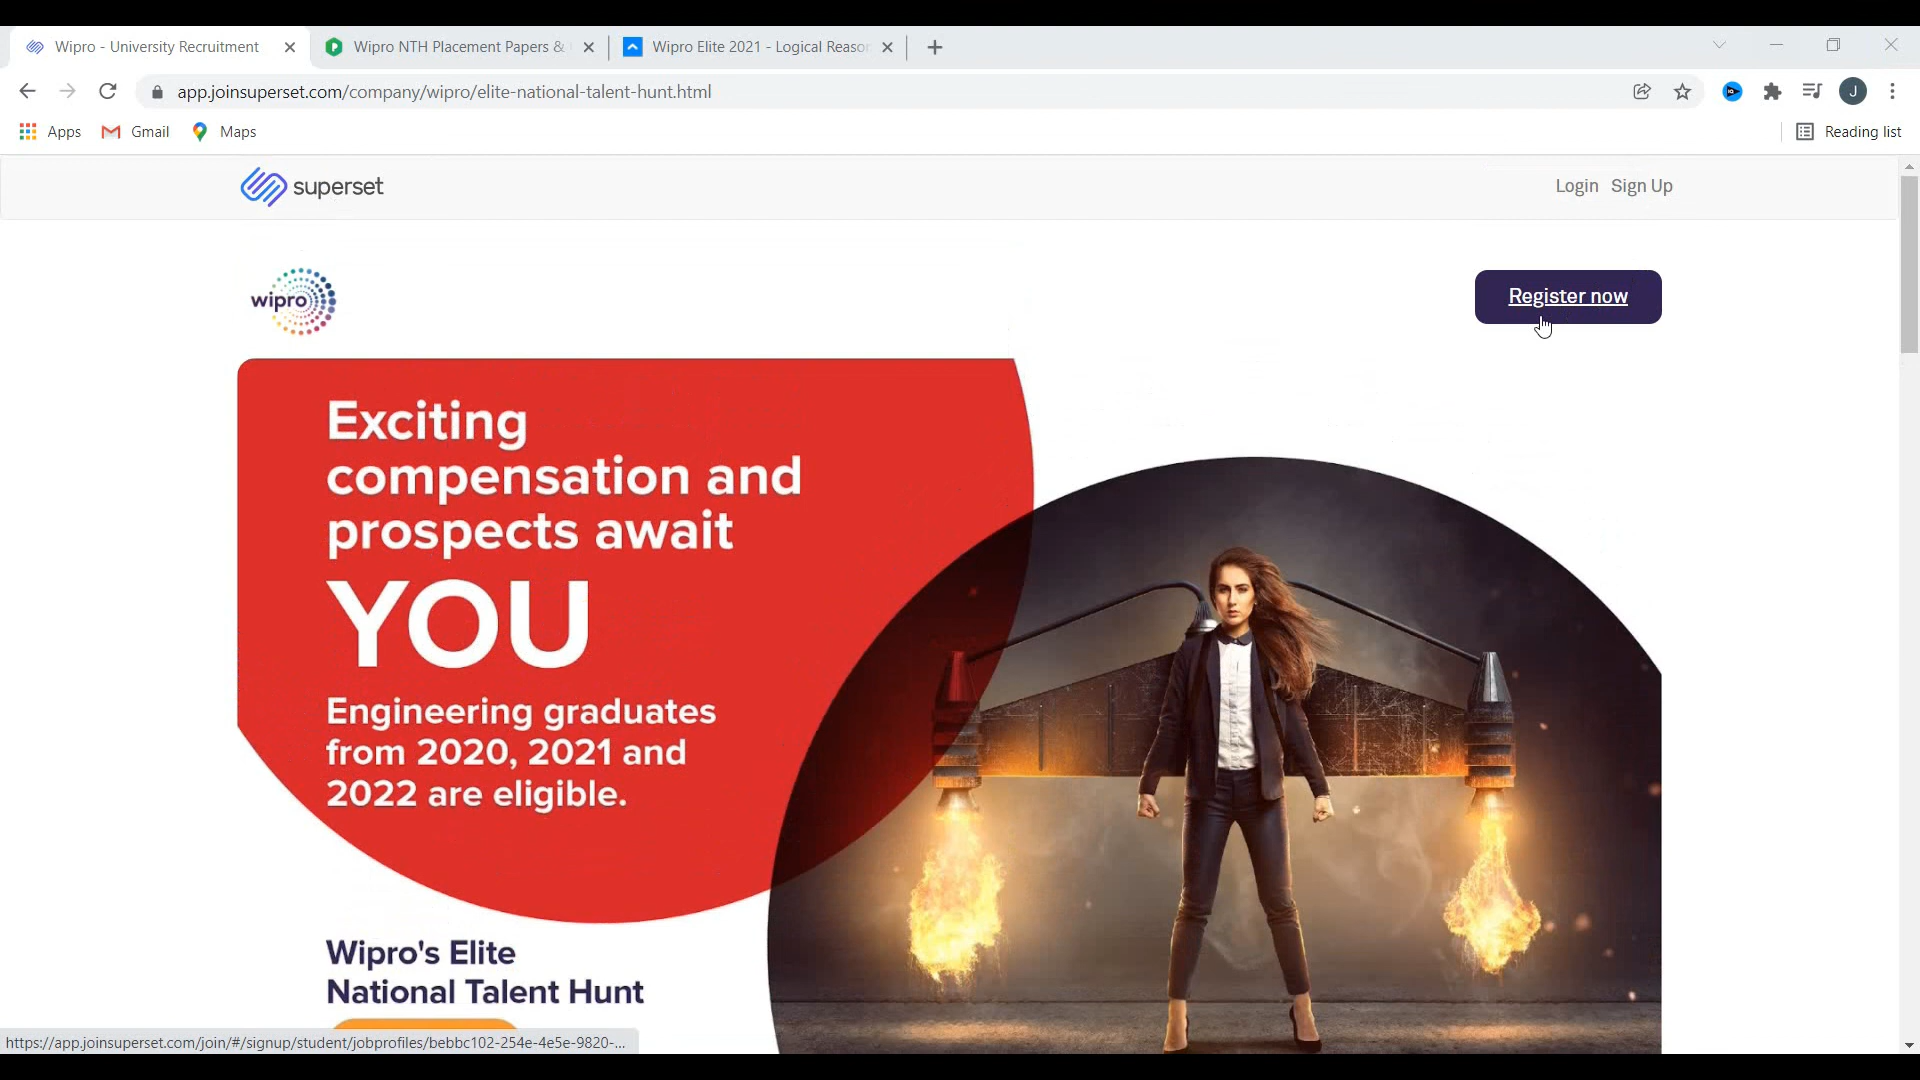 Wipro - University Recruitment
Wipro NTH Placement Papers &
Wipro Elite 2021 - Logical Reason
app.joinsuperset.com/company/wipro/elite-national-talent-hunt.html
J
Apps Gmail Maps
Reading list
superset
Login Sign Up
wipro
Register now
Exciting
compensation and
prospects await
YOU
Engineering graduates
from 2020, 2021 and
2022 are eligible.
Wipro's Elite
National Talent Hunt
https://app.joinsuperset.com/join/#/signup/student/jobprofiles/bebbc102-254e-4e5e-9820-...